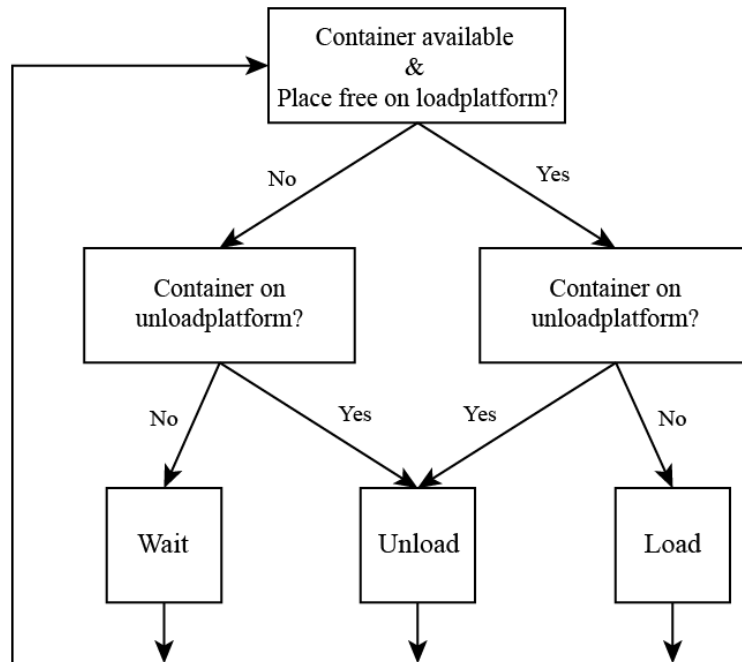 Container available
&
Place free on loadplatform?
No
Yes
Container on
unloadplatform?
Container on
unloadplatform?
No
Yes
Yes
No
Wait
Unload
Load